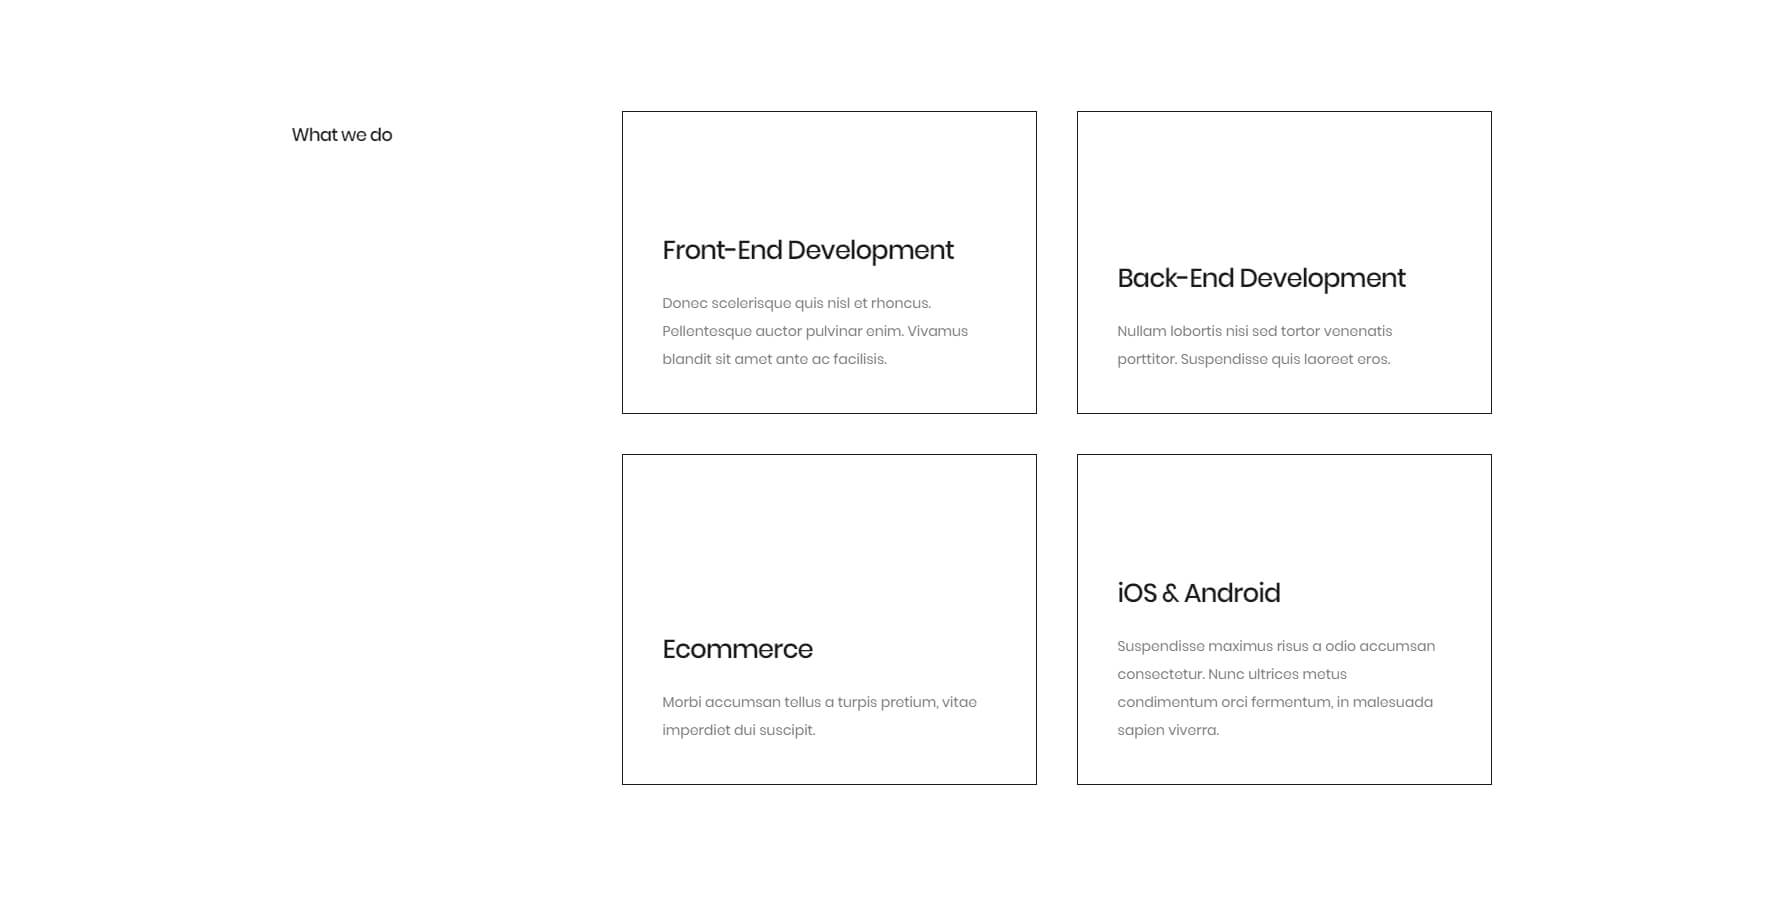 What we do
Front-End Development
Donec scelerisque quis nisl et rhoncus.
Pellentesque auctor pulvinar enim. Vivamus
blandit sit amet ante ac facilisis.
Back-End Development
Nullam lobortis nisi sed tortor venenatis
porttitor. Suspendisse quis laoreet eros.
Ecommerce
Morbi accumsan tellus a turpis pretium, vitae
imperdiet dui suscipit.
iOS & Android
Suspendisse maximus risus a odio accumsan
consectetur. Nunc ultrices metus
condimentum orci fermentum, in malesuada
sapien viverra.